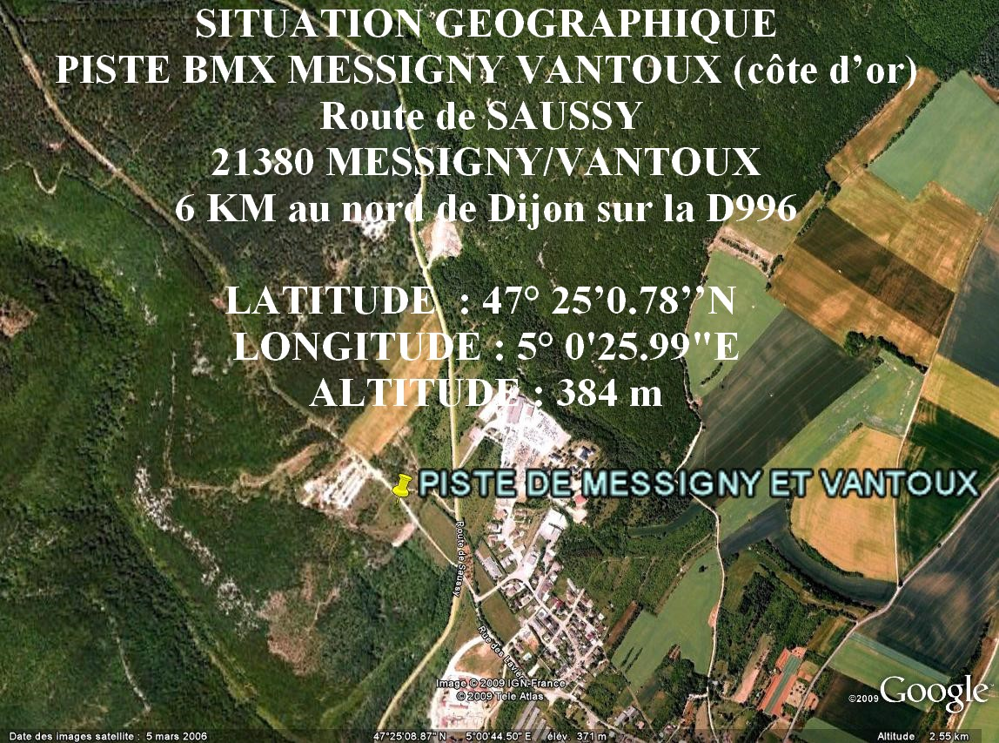 SITUATION GEOGRAPHIQUE
PISTE BMX MESSIGNY VANTOUX (côte d’or)
Route de SAUSSY
21380 MESSIGNY/VANTOUX
6 KM au nord de Dijon sur la D996
LATITUDE : 47° 25’0.78’’N
LONGITUDE : 5° 0'25.99"E
ALTITUDE : 384 m
PISTE DE MESSIGNY ET VANTOUX
Route de Saussy
Rue des
Image © 2009 IGN-France
© 2009 Tele Atlas
©2009 Google
Date des images satellite : 5 mars 2006
47°25'08.87" N 5°00'44.50" E élév. 371 m
Altitude 2.55 km